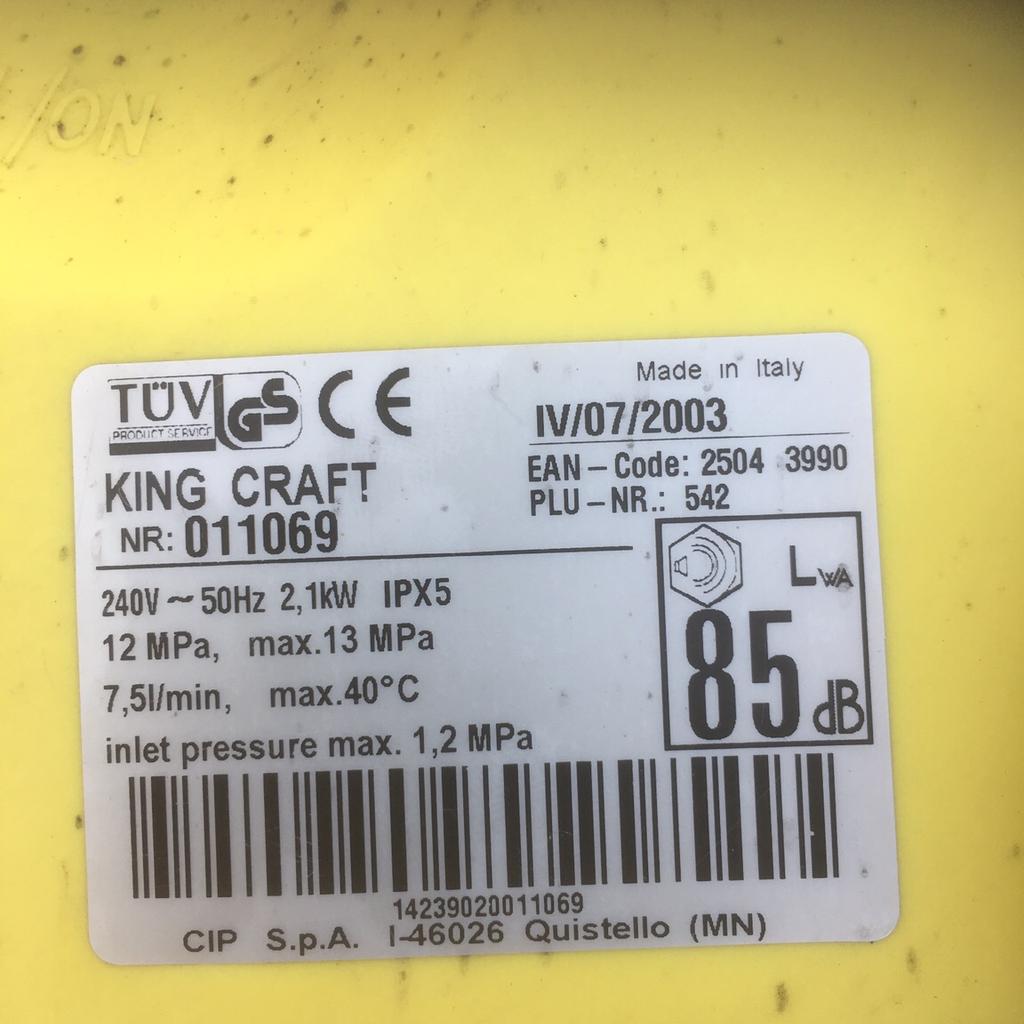 /ON
TÜV GS CE
PRODUCT SERVICE
KING CRAFT
NR: 011069
Made in Italy
IV/07/2003
EAN-Code: 2504 3990
PLU-NR.: 542
240V ~ 50Hz 2,1kW IPX5
12 MPa, max.13 MPa
7,5l/min, max.40°C
inlet pressure max. 1,2 MPa
LWA
85 dB
14239020011069
CIP S.p.A. I-46026 Quistello (MN)